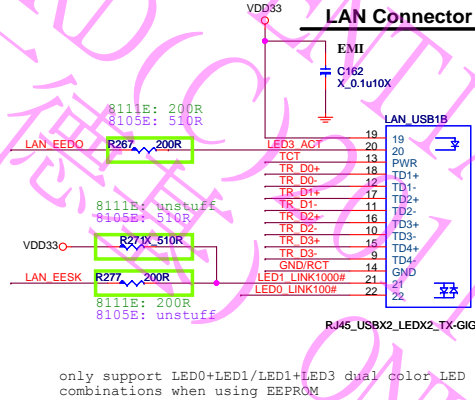 VDD33
LAN Connector
EMI
C162
X_0.1u10X
8111E: 200R
8105E: 510R
LAN_USB1B
LAN_EEDO
R267
200R
LED3_ACT
TCT
TR_D0+
TR_D0-
TR_D1+
TR_D1-
TR_D2+
TR_D2-
TR_D3+
TR_D3-
GND/RCT
LED1_LINK1000#
LED0_LINK100#
19
20
13
18
12
17
11
16
10
15
9
14
21
22
19
20
PWR
TD1+
TD1-
TD2+
TD2-
TD3+
TD3-
TD4+
TD4-
GND
21
22
8111E: unstuff
8105E: 510R
VDD33
R271
X_510R
LAN_EESK
R277
200R
8111E: 200R
8105E: unstuff
RJ45_USBX2_LEDX2_TX-GIG
only support LED0+LED1/LED1+LED3 dual color LED
combinations when using EEPROM